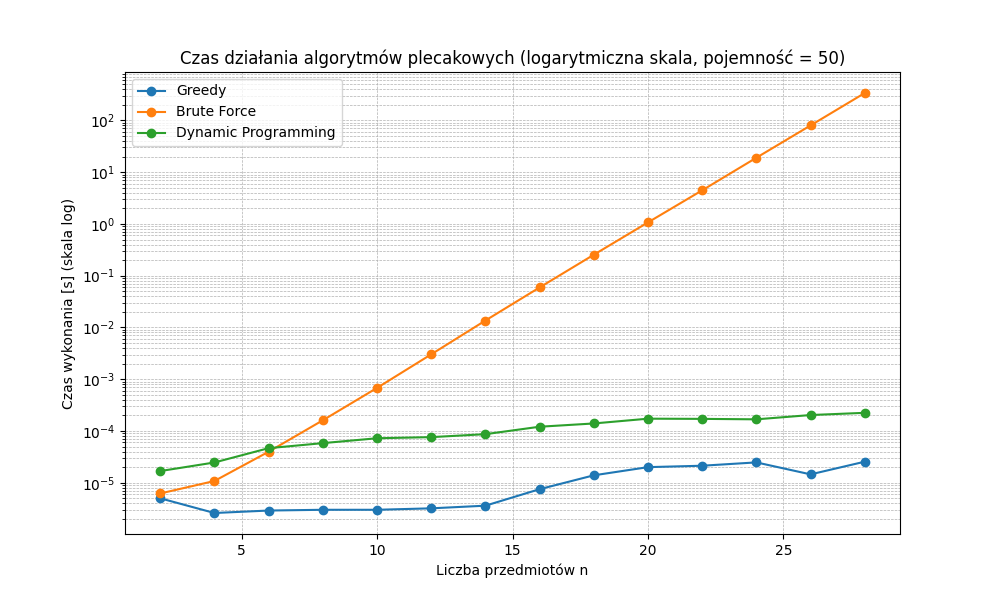 Czas działania algorytmów plecakowych (logarytmiczna skala, pojemność = 50)
Greedy
Brute Force
Dynamic Programming
Czas wykonania [s] (skala log)
10²
10¹
10⁰
10⁻¹
10⁻²
10⁻³
10⁻⁴
10⁻⁵
5 10 15 20 25
Liczba przedmiotów n